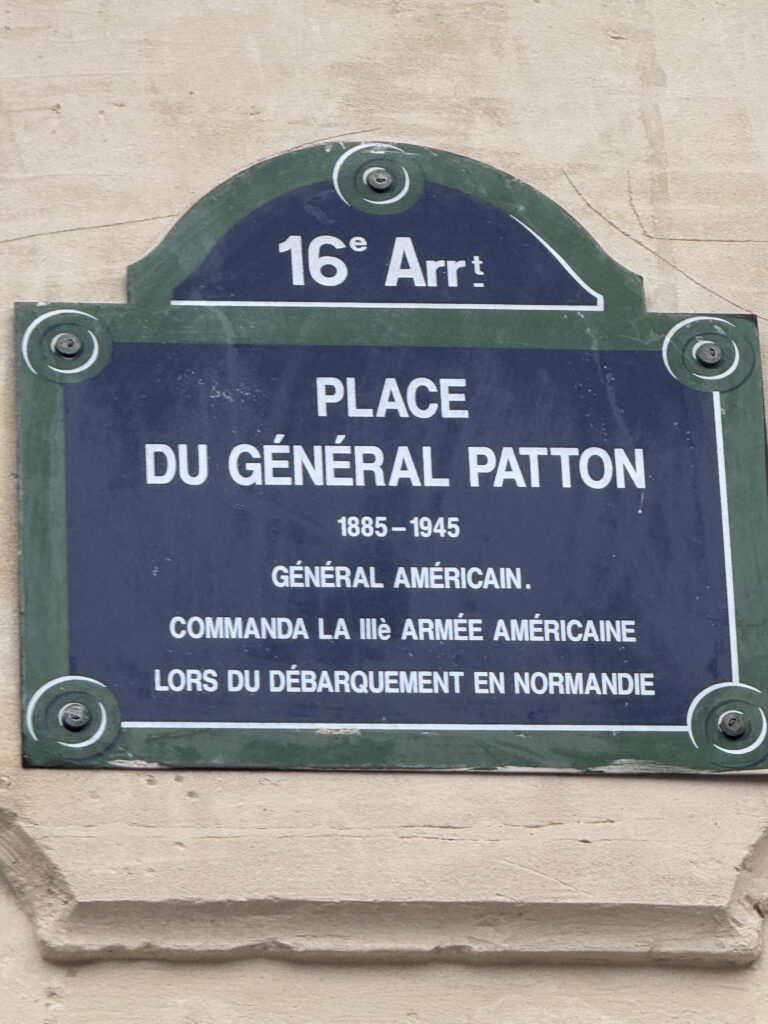 16e Arrt
PLACE
DU GÉNÉRAL PATTON
1885 – 1945
GÉNÉRAL AMÉRICAIN.
COMMANDA LA IIIè ARMÉE AMÉRICAINE
LORS DU DÉBARQUEMENT EN NORMANDIE